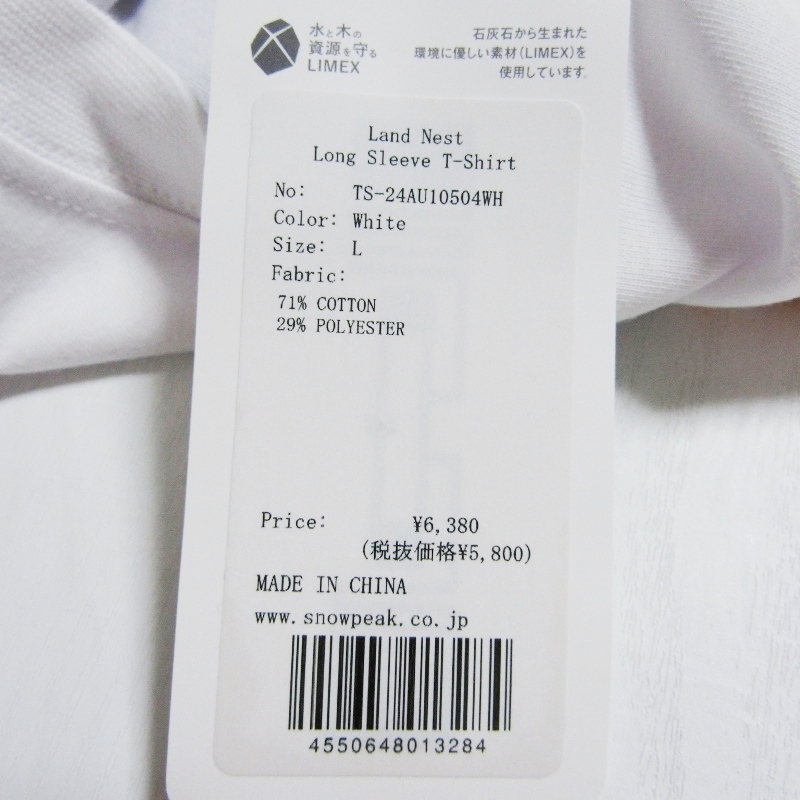 水と木の
資源を守る
LIMEX
石灰石から生まれた
環境に優しい素材(LIMEX)を
使用しています。
Land Nest
Long Sleeve T-Shirt
No: TS-24AU10504WH
Color: White
Size: L
Fabric:
71% COTTON
29% POLYESTER
Price: ¥6,380
(税抜価格¥5,800)
MADE IN CHINA
www.snowpeak.co.jp
4550648013284